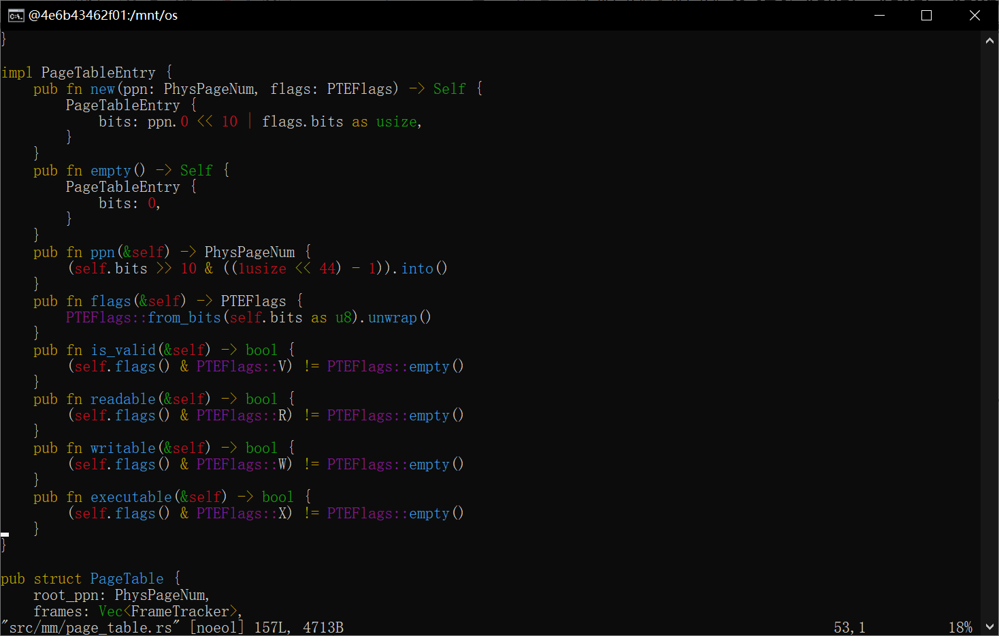 @4e6b43462f01:/mnt/os
}
impl PageTableEntry {
    pub fn new(ppn: PhysPageNum, flags: PTEFlags) -> Self {
        PageTableEntry {
            bits: ppn.0 << 10 | flags.bits as usize,
        }
    }
    pub fn empty() -> Self {
        PageTableEntry {
            bits: 0,
        }
    }
    pub fn ppn(&self) -> PhysPageNum {
        (self.bits >> 10 & ((1usize << 44) - 1)).into()
    }
    pub fn flags(&self) -> PTEFlags {
        PTEFlags::from_bits(self.bits as u8).unwrap()
    }
    pub fn is_valid(&self) -> bool {
        (self.flags() & PTEFlags::V) != PTEFlags::empty()
    }
    pub fn readable(&self) -> bool {
        (self.flags() & PTEFlags::R) != PTEFlags::empty()
    }
    pub fn writable(&self) -> bool {
        (self.flags() & PTEFlags::W) != PTEFlags::empty()
    }
    pub fn executable(&self) -> bool {
        (self.flags() & PTEFlags::X) != PTEFlags::empty()
    }
}
pub struct PageTable {
    root_ppn: PhysPageNum,
    frames: Vec<FrameTracker>,
"src/mm/page_table.rs" [noeol] 157L, 4713B 53,1 18%